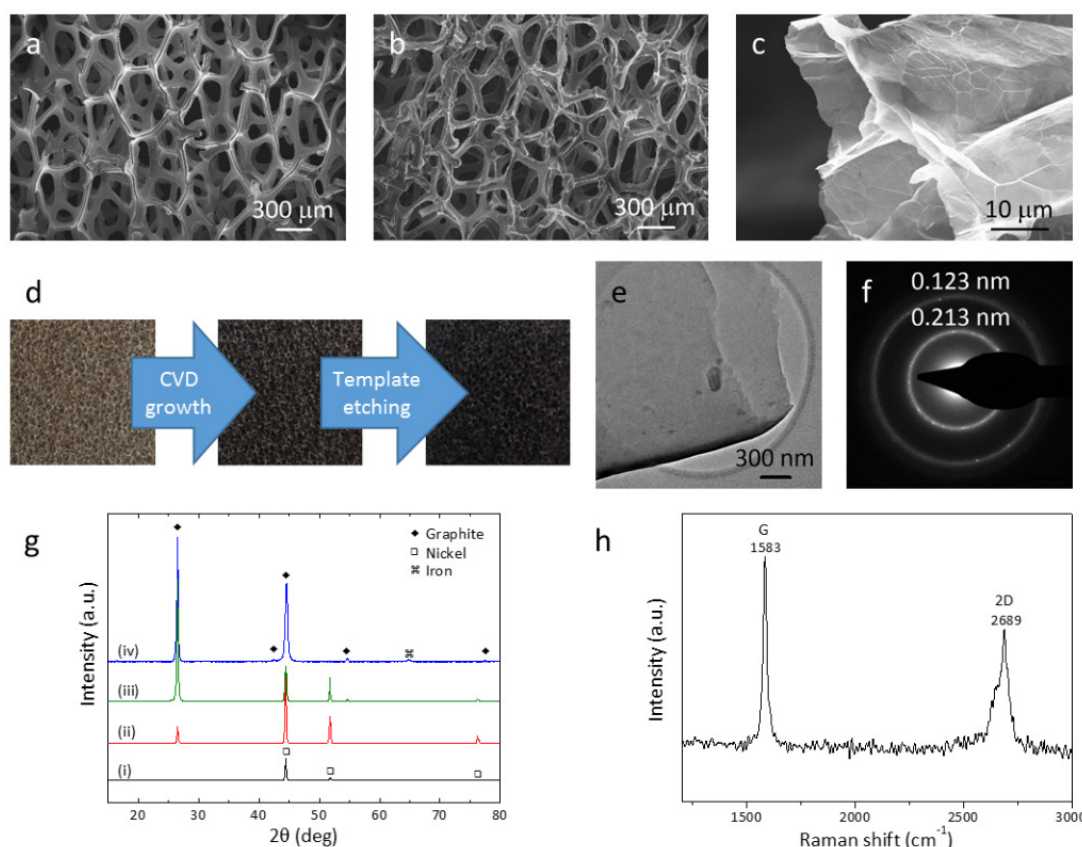 a
300 μm
b
300 μm
c
10 μm
d
CVD
growth
Template
etching
e
300 nm
f
0.123 nm
0.213 nm
g
Intensity (a.u.)
Graphite
Nickel
Iron
(iv)
(iii)
(ii)
(i)
20 30 40 50 60 70 80
2θ (deg)
h
Intensity (a.u.)
G
1583
2D
2689
1500 2000 2500 3000
Raman shift (cm⁻¹)